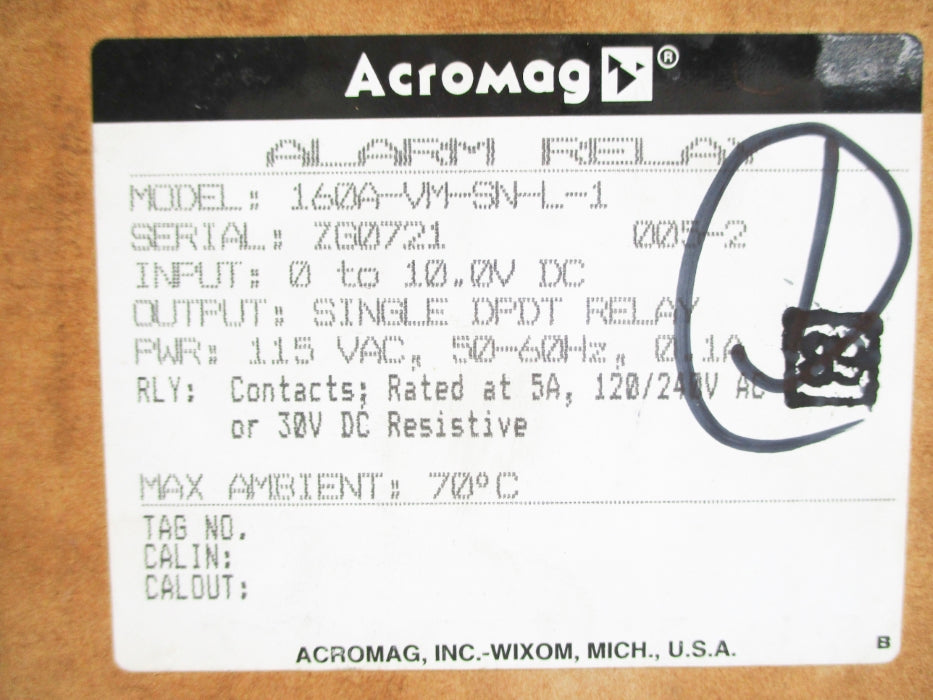 Acromag ®
ALARM RELAY
MODEL: 160A-VM-SN-L-1
SERIAL: ZG0721 005-2
INPUT: 0 to 10.0V DC
OUTPUT: SINGLE DPDT RELAY
PWR: 115 VAC, 50-60Hz, 0.1A
RLY: Contacts; Rated at 5A, 120/240V AC
or 30V DC Resistive
MAX AMBIENT: 70°C
TAG NO.
CALIN:
CALOUT:
ACROMAG, INC.-WIXOM, MICH., U.S.A. B